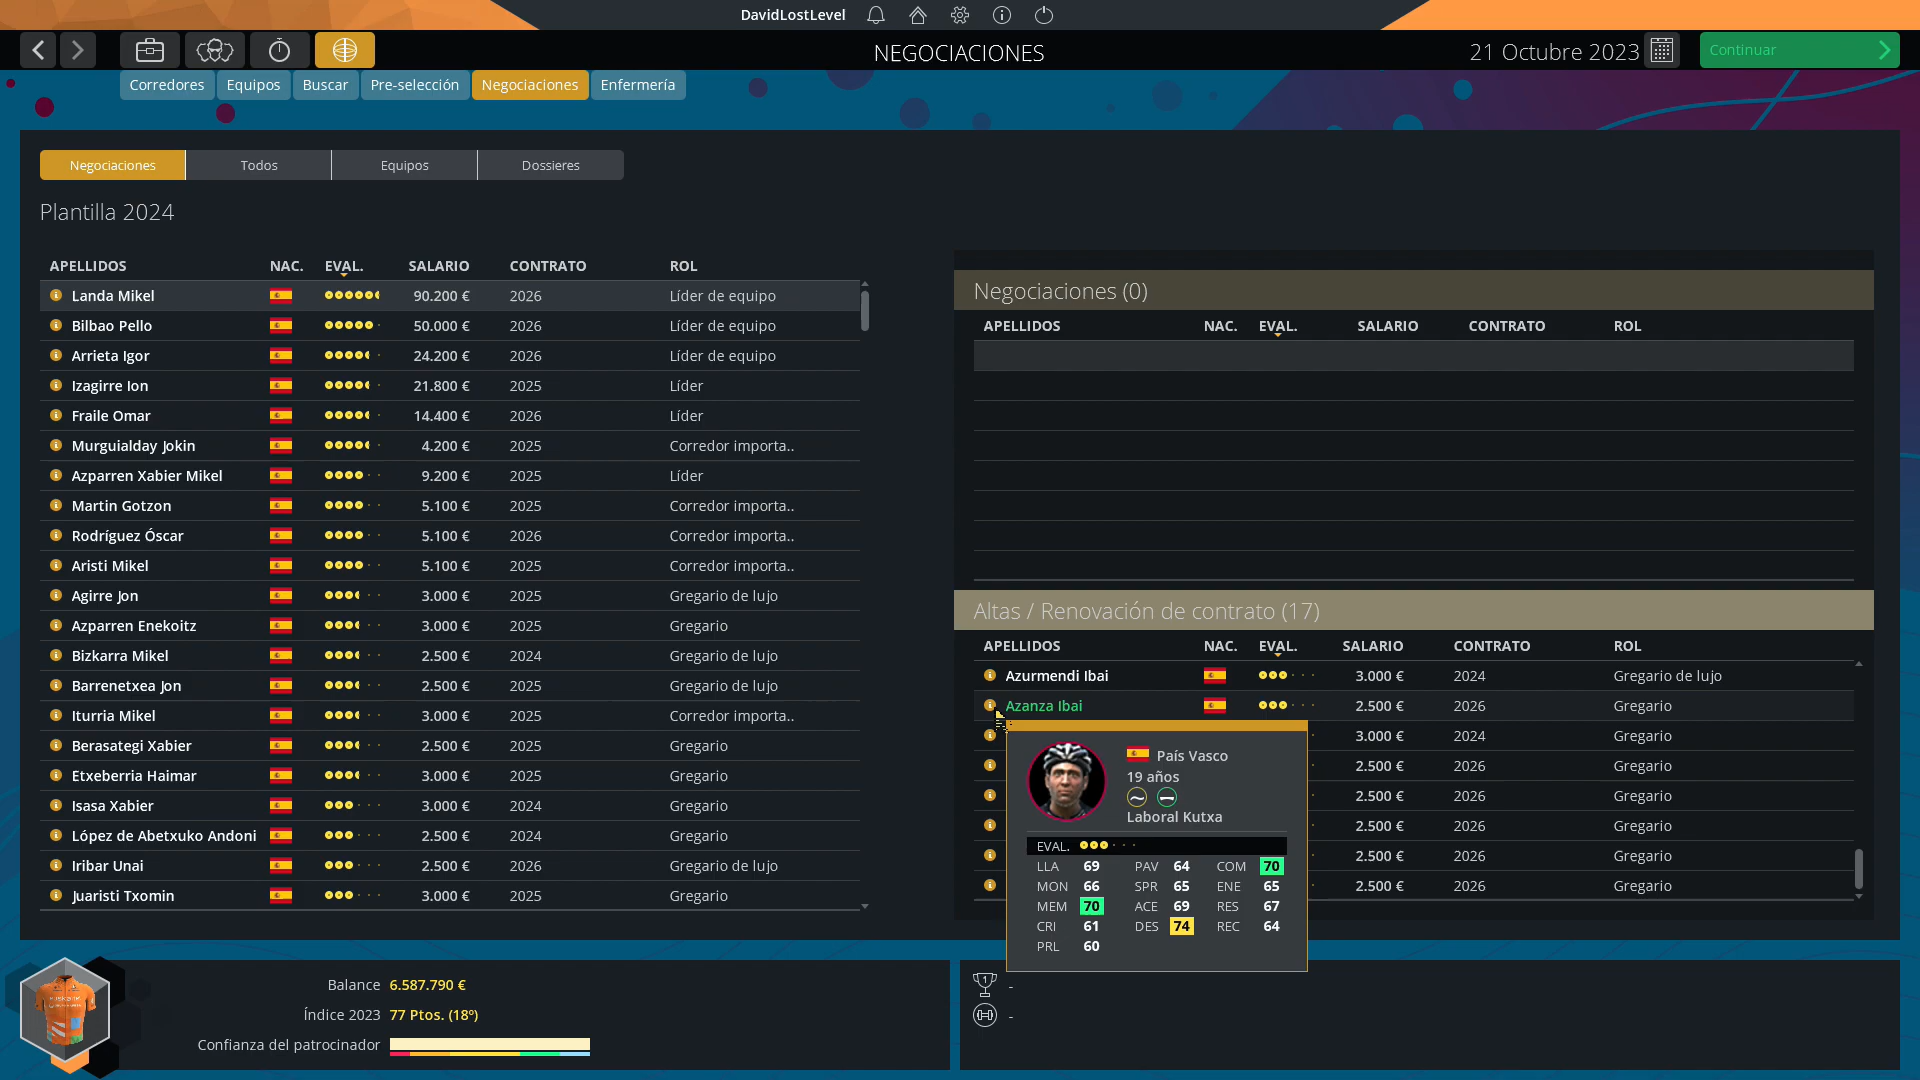 DavidLostLevel
NEGOCIACIONES
21 Octubre 2023
Continuar
Corredores Equipos Buscar Pre-selección Negociaciones Enfermería
Negociaciones Todos Equipos Dossieres
Plantilla 2024
APELLIDOS NAC. EVAL. SALARIO CONTRATO ROL
Landa Mikel 90.200 € 2026 Líder de equipo
Bilbao Pello 50.000 € 2026 Líder de equipo
Arrieta Igor 24.200 € 2026 Líder de equipo
Izagirre Ion 21.800 € 2025 Líder
Fraile Omar 14.400 € 2026 Líder
Murguialday Jokin 4.200 € 2025 Corredor importa..
Azparren Xabier Mikel 9.200 € 2025 Líder
Martin Gotzon 5.100 € 2025 Corredor importa..
Rodríguez Óscar 5.100 € 2026 Corredor importa..
Aristi Mikel 5.100 € 2025 Corredor importa..
Agirre Jon 3.000 € 2025 Gregario de lujo
Azparren Enekoitz 3.000 € 2025 Gregario
Bizkarra Mikel 2.500 € 2024 Gregario de lujo
Barrenetxea Jon 2.500 € 2025 Gregario de lujo
Iturria Mikel 3.000 € 2025 Corredor importa..
Berasategi Xabier 2.500 € 2025 Gregario
Etxeberria Haimar 3.000 € 2025 Gregario
Isasa Xabier 3.000 € 2024 Gregario
López de Abetxuko Andoni 2.500 € 2024 Gregario
Iribar Unai 2.500 € 2026 Gregario de lujo
Juaristi Txomin 3.000 € 2025 Gregario
Negociaciones (0)
APELLIDOS NAC. EVAL. SALARIO CONTRATO ROL
Altas / Renovación de contrato (17)
APELLIDOS NAC. EVAL. SALARIO CONTRATO ROL
Azurmendi Ibai 3.000 € 2024 Gregario de lujo
Azanza Ibai 2.500 € 2026 Gregario
3.000 € 2024 Gregario
2.500 € 2026 Gregario
2.500 € 2026 Gregario
2.500 € 2026 Gregario
2.500 € 2026 Gregario
2.500 € 2026 Gregario
País Vasco
19 años
Laboral Kutxa
EVAL.
LLA 69 PAV 64 COM 70
MON 66 SPR 65 ENE 65
MEM 70 ACE 69 RES 67
CRI 61 DES 74 REC 64
PRL 60
Balance 6.587.790 €
Índice 2023 77 Ptos. (18º)
Confianza del patrocinador
-
-